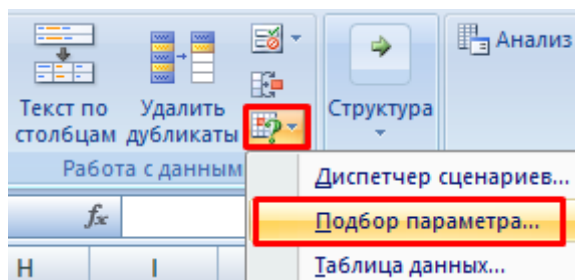 Анализ
Текст по столбцам
Удалить дубликаты
Структура
Работа с данным
Диспетчер сценариев...
fx
Подбор параметра...
H I
Таблица данных...